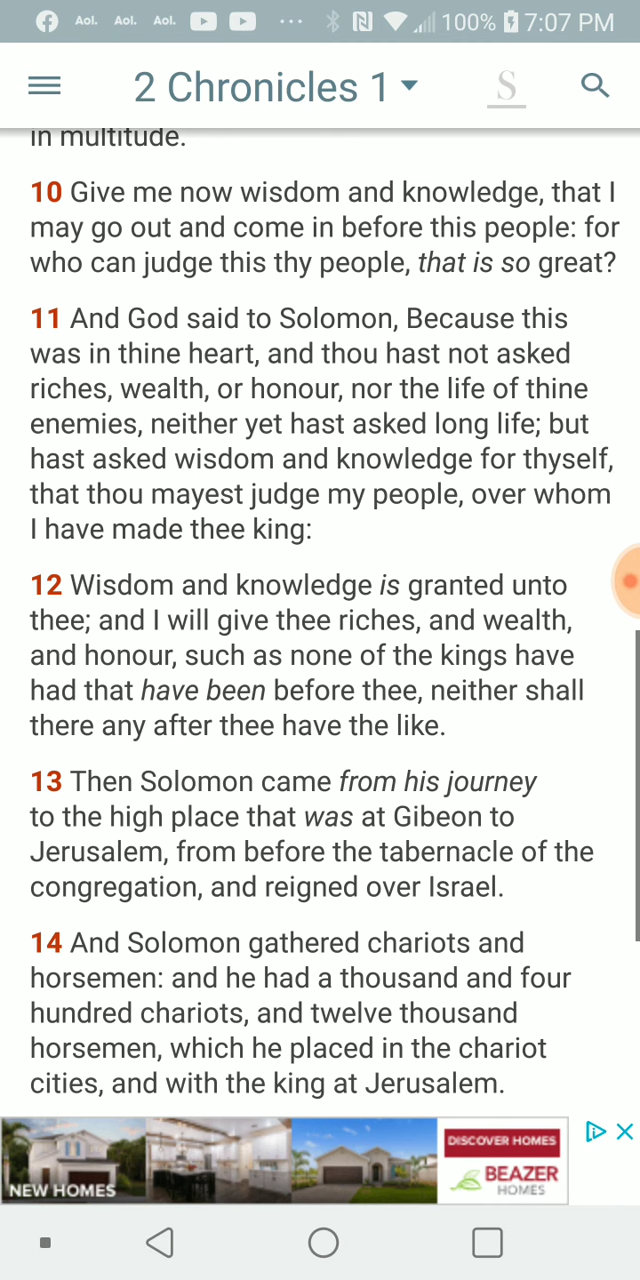 Aol. Aol. Aol. ... 100% 7:07 PM
2 Chronicles 1 S
in multitude.
10 Give me now wisdom and knowledge, that I
may go out and come in before this people: for
who can judge this thy people, that is so great?
11 And God said to Solomon, Because this
was in thine heart, and thou hast not asked
riches, wealth, or honour, nor the life of thine
enemies, neither yet hast asked long life; but
hast asked wisdom and knowledge for thyself,
that thou mayest judge my people, over whom
I have made thee king:
12 Wisdom and knowledge is granted unto
thee; and I will give thee riches, and wealth,
and honour, such as none of the kings have
had that have been before thee, neither shall
there any after thee have the like.
13 Then Solomon came from his journey
to the high place that was at Gibeon to
Jerusalem, from before the tabernacle of the
congregation, and reigned over Israel.
14 And Solomon gathered chariots and
horsemen: and he had a thousand and four
hundred chariots, and twelve thousand
horsemen, which he placed in the chariot
cities, and with the king at Jerusalem.
NEW HOMES
DISCOVER HOMES
BEAZER
HOMES